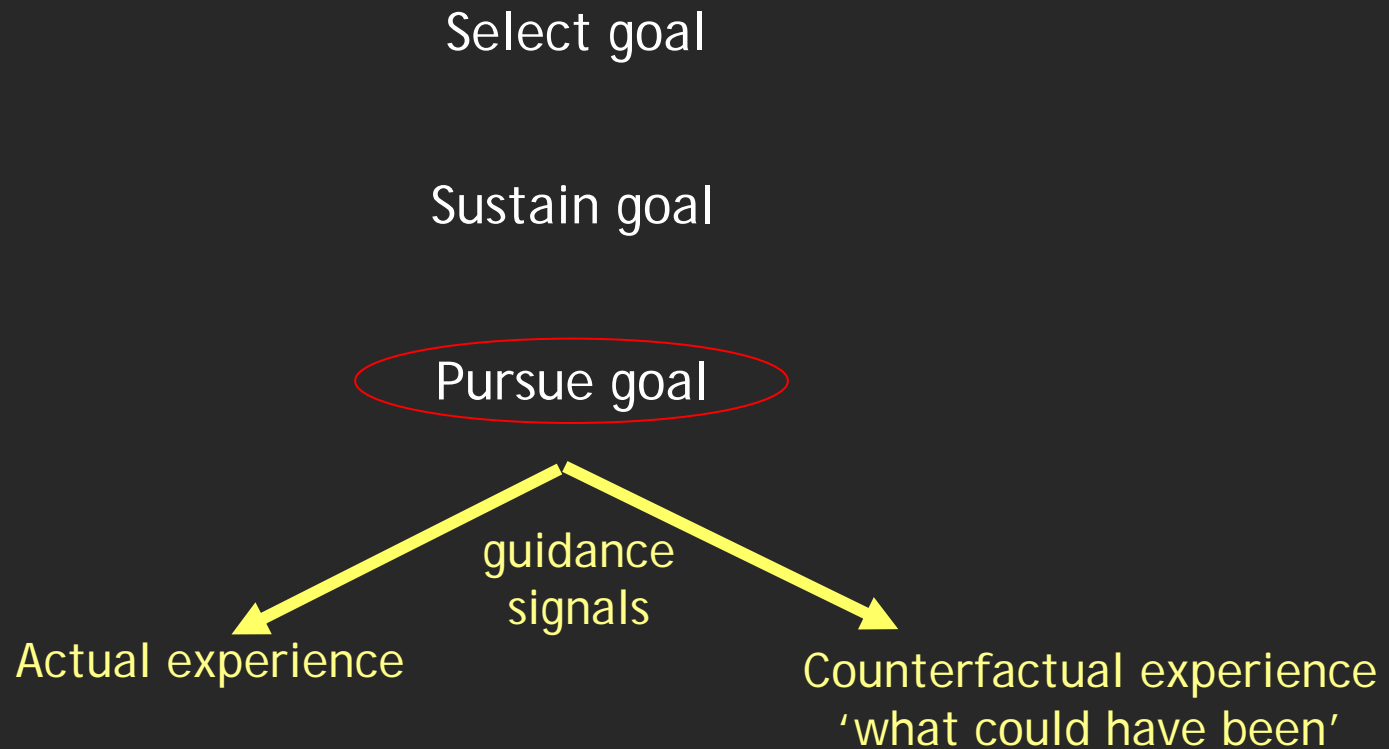 Select goal
Sustain goal
Pursue goal
guidance
signals
Actual experience
Counterfactual experience
‘what could have been’